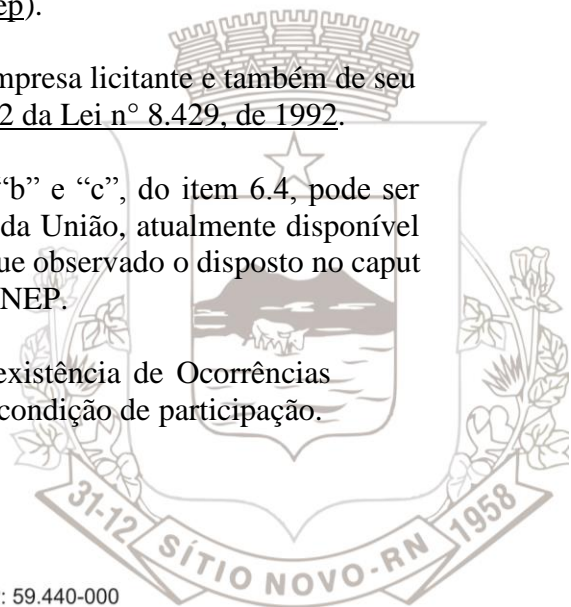 ep).
mpresa licitante e também de seu
2 da Lei n° 8.429, de 1992.
“b” e “c”, do item 6.4, pode ser
da União, atualmente disponível
ue observado o disposto no caput
NEP.
existência de Ocorrências
condição de participação.
31-12 SÍTIO NOVO-RN 1958
: 59.440-000